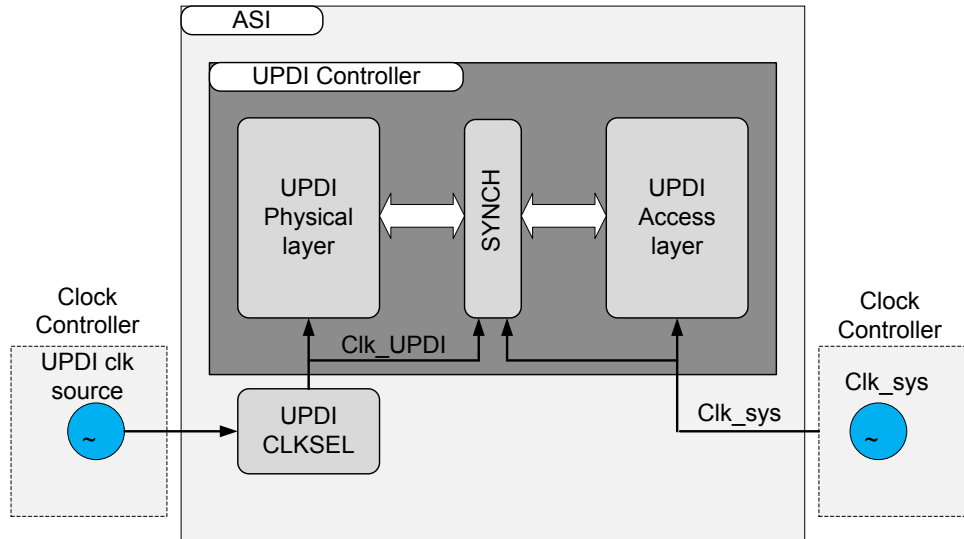 ASI
UPDI Controller
UPDI
Physical
layer
SYNCH
UPDI
Access
layer
Clock
Controller
UPDI clk
source
~
Clk_UPDI
UPDI
CLKSEL
Clk_sys
Clock
Controller
Clk_sys
~